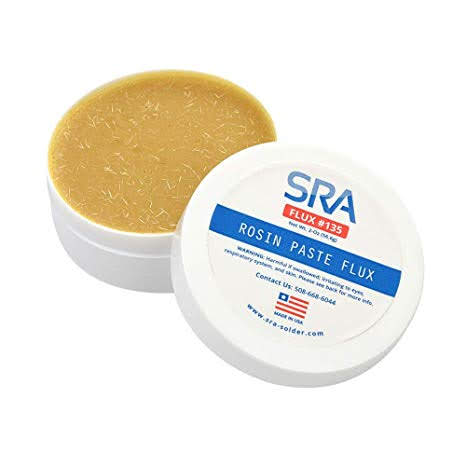 SRA
FLUX #135
Net Wt. 2-Oz (56.6g)
ROSIN PASTE FLUX
WARNING: Harmful if swallowed; irritating to eyes,
respiratory system, and skin. Please see back for more info.
Contact Us: 508-668-6044
MADE IN USA
www.sra-solder.com